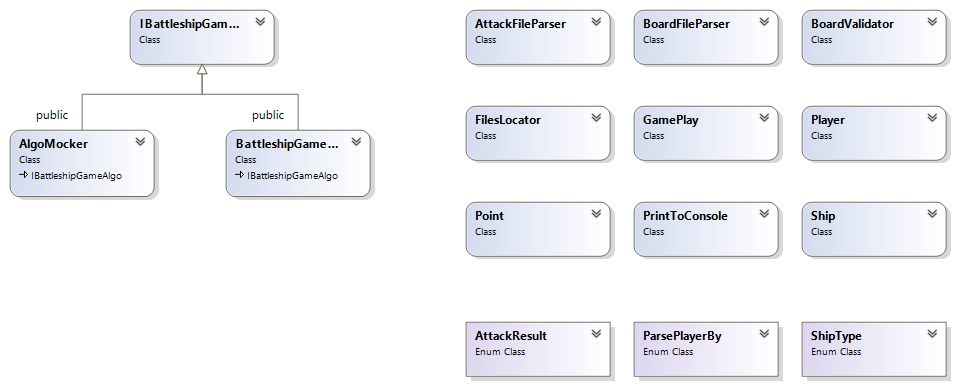 IBattleshipGam...
Class
public
public
AlgoMocker
Class
IBattleshipGameAlgo
BattleshipGame...
Class
IBattleshipGameAlgo
AttackFileParser
Class
BoardFileParser
Class
BoardValidator
Class
FilesLocator
Class
GamePlay
Class
Player
Class
Point
Class
PrintToConsole
Class
Ship
Class
AttackResult
Enum Class
ParsePlayerBy
Enum Class
ShipType
Enum Class